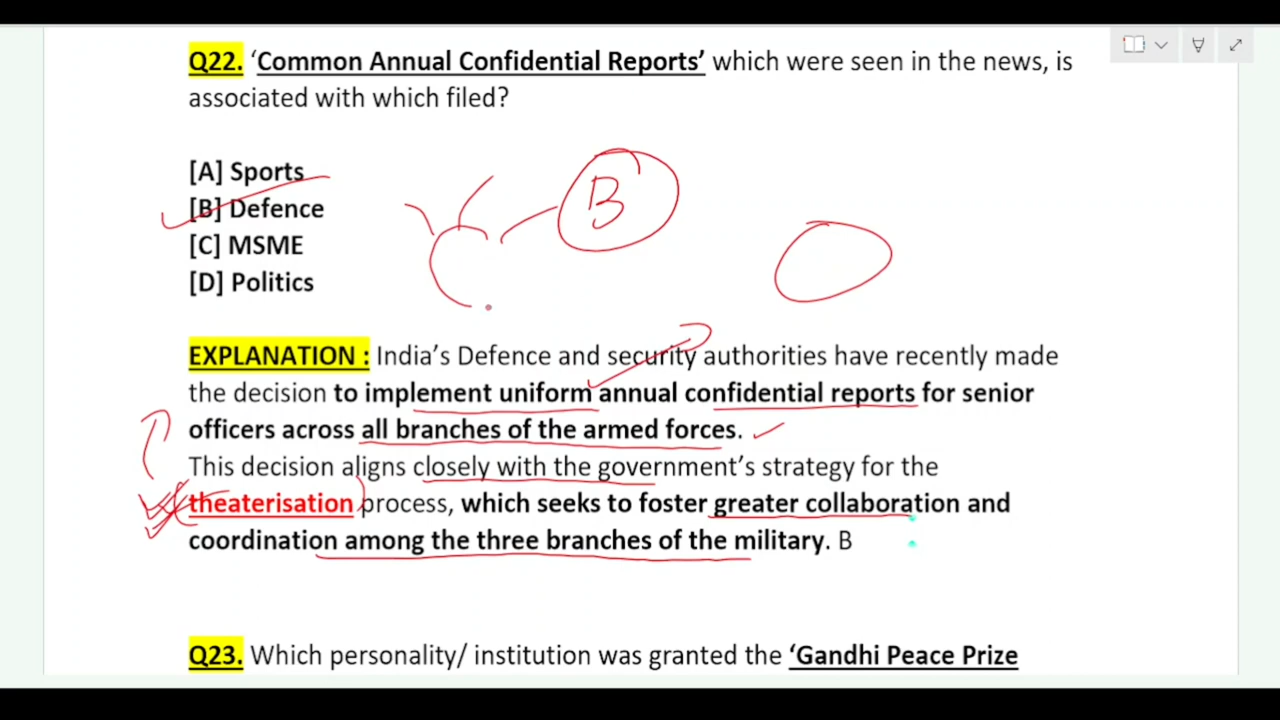 Q22. ‘Common Annual Confidential Reports’ which were seen in the news, is
associated with which filed?
[A] Sports
[B] Defence
[C] MSME
[D] Politics
B
EXPLANATION : India’s Defence and security authorities have recently made
the decision to implement uniform annual confidential reports for senior
officers across all branches of the armed forces.
This decision aligns closely with the government’s strategy for the
theaterisation process, which seeks to foster greater collaboration and
coordination among the three branches of the military. B
Q23. Which personality/ institution was granted the ‘Gandhi Peace Prize